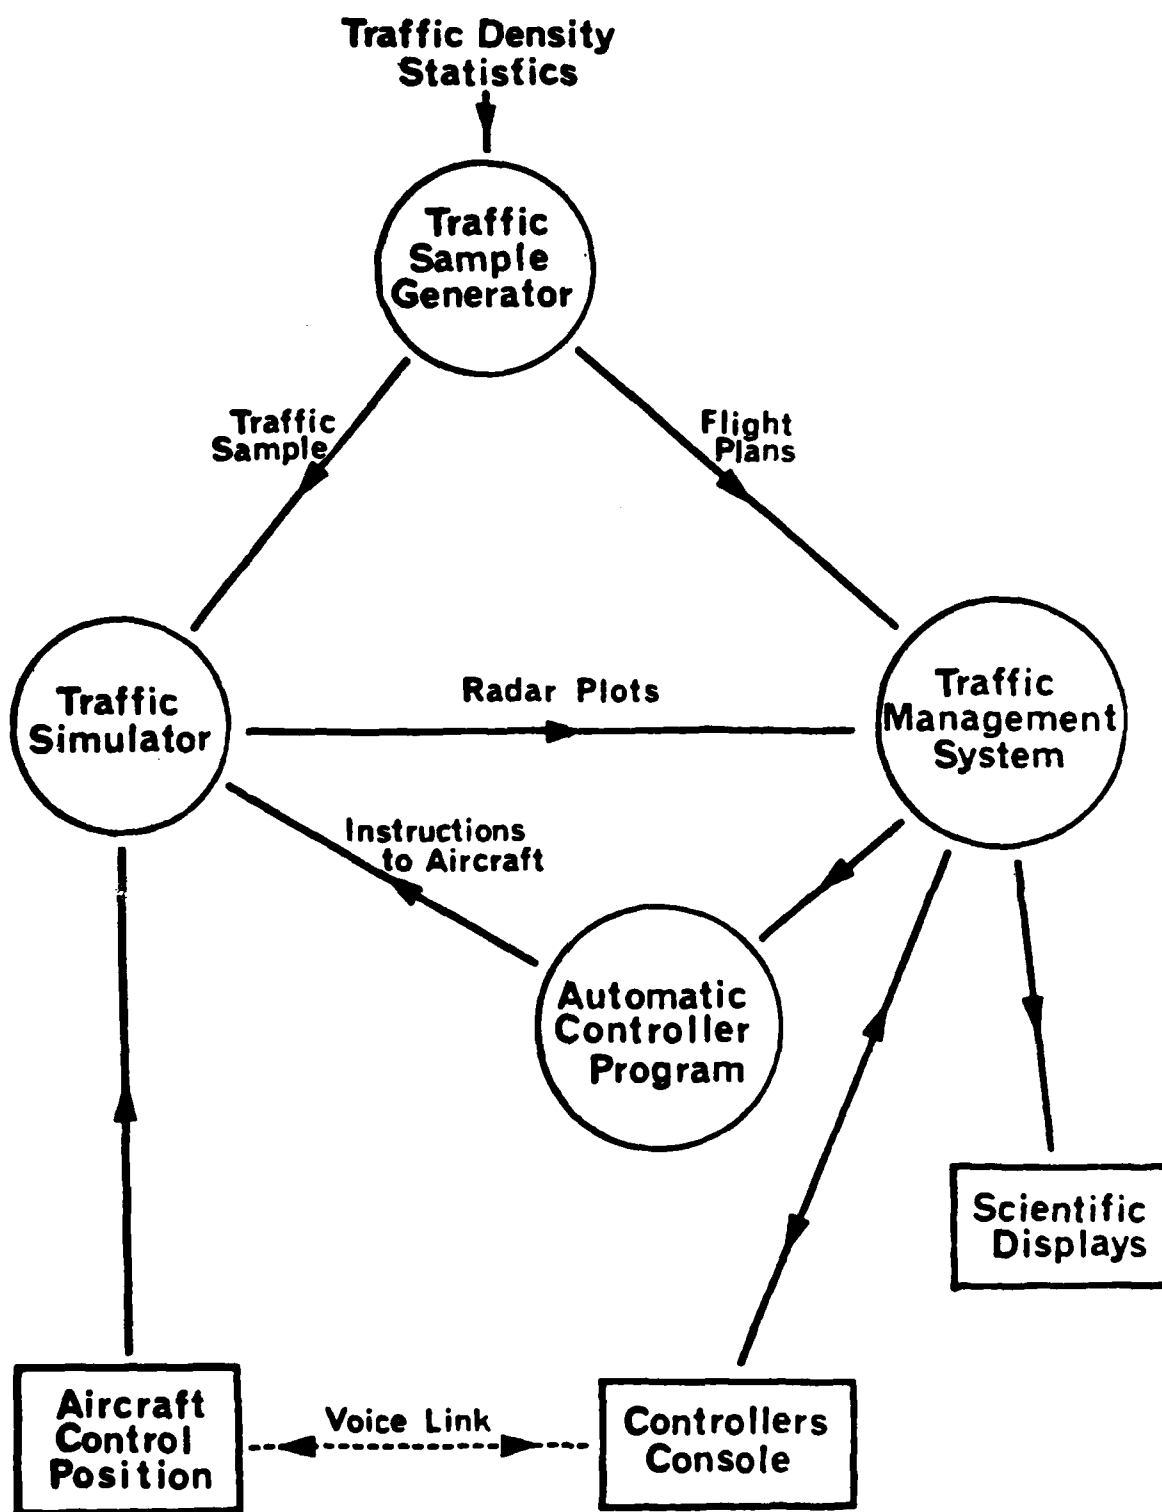 Traffic Density
Statistics
Traffic
Sample
Generator
Traffic
Sample
Flight
Plans
Traffic
Simulator
Radar Plots
Traffic
Management
System
Instructions
to Aircraft
Automatic
Controller
Program
Scientific
Displays
Aircraft
Control
Position
Voice Link
Controllers
Console